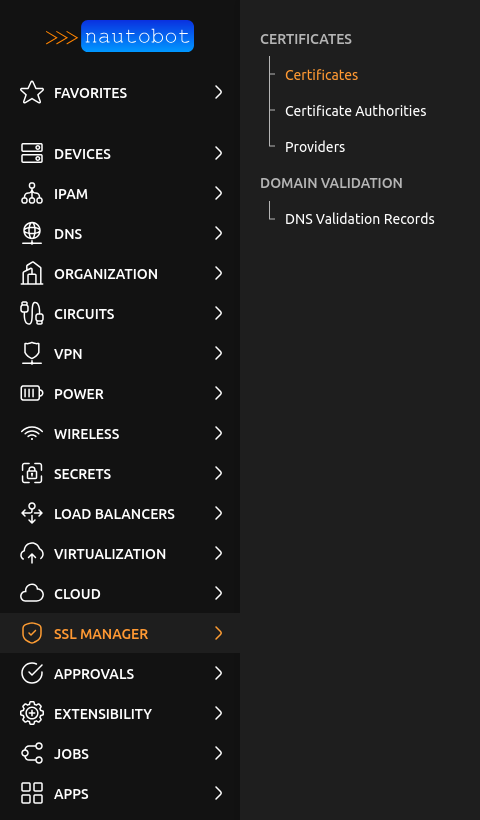 >>> nautobot
FAVORITES
DEVICES
IPAM
DNS
ORGANIZATION
CIRCUITS
VPN
POWER
WIRELESS
SECRETS
LOAD BALANCERS
VIRTUALIZATION
CLOUD
SSL MANAGER
APPROVALS
EXTENSIBILITY
JOBS
APPS
CERTIFICATES
Certificates
Certificate Authorities
Providers
DOMAIN VALIDATION
DNS Validation Records